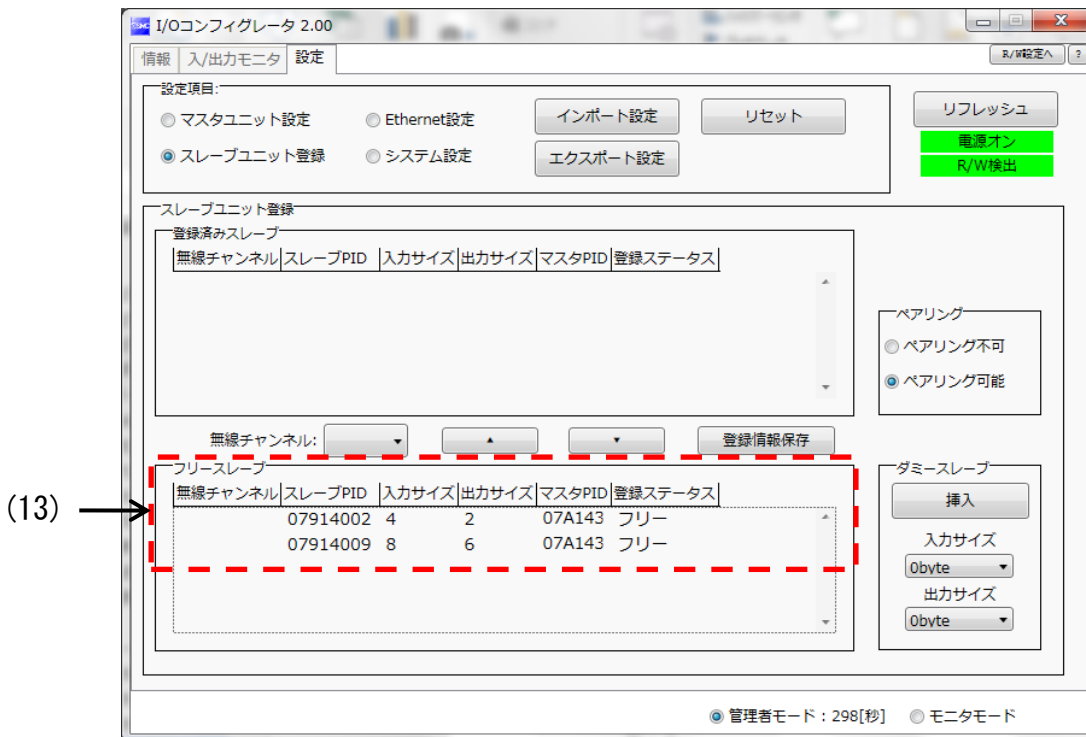 I/Oコンフィグレータ 2.00
情報 入/出力モニタ 設定 R/W設定へ ?
設定項目:
マスタユニット設定 Ethernet設定 インポート設定 リセット リフレッシュ
スレーブユニット登録 システム設定 エクスポート設定 電源オン
R/W検出
スレーブユニット登録
登録済みスレーブ
無線チャンネル スレーブPID 入力サイズ 出力サイズ マスタPID 登録ステータス
ペアリング
ペアリング不可
ペアリング可能
無線チャンネル: 登録情報保存
フリースレーブ
無線チャンネル スレーブPID 入力サイズ 出力サイズ マスタPID 登録ステータス
(13)
07914002 4 2 07A143 フリー
07914009 8 6 07A143 フリー
ダミースレーブ
挿入
入力サイズ
0byte
出力サイズ
0byte
管理者モード：298[秒] モニタモード